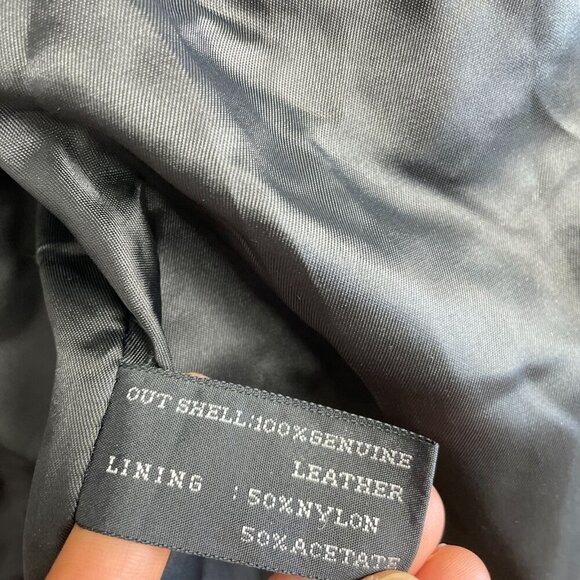 OUT SHELL:100%GENUINE
LEATHER
LINING : 50%NYLON
50%ACETATE